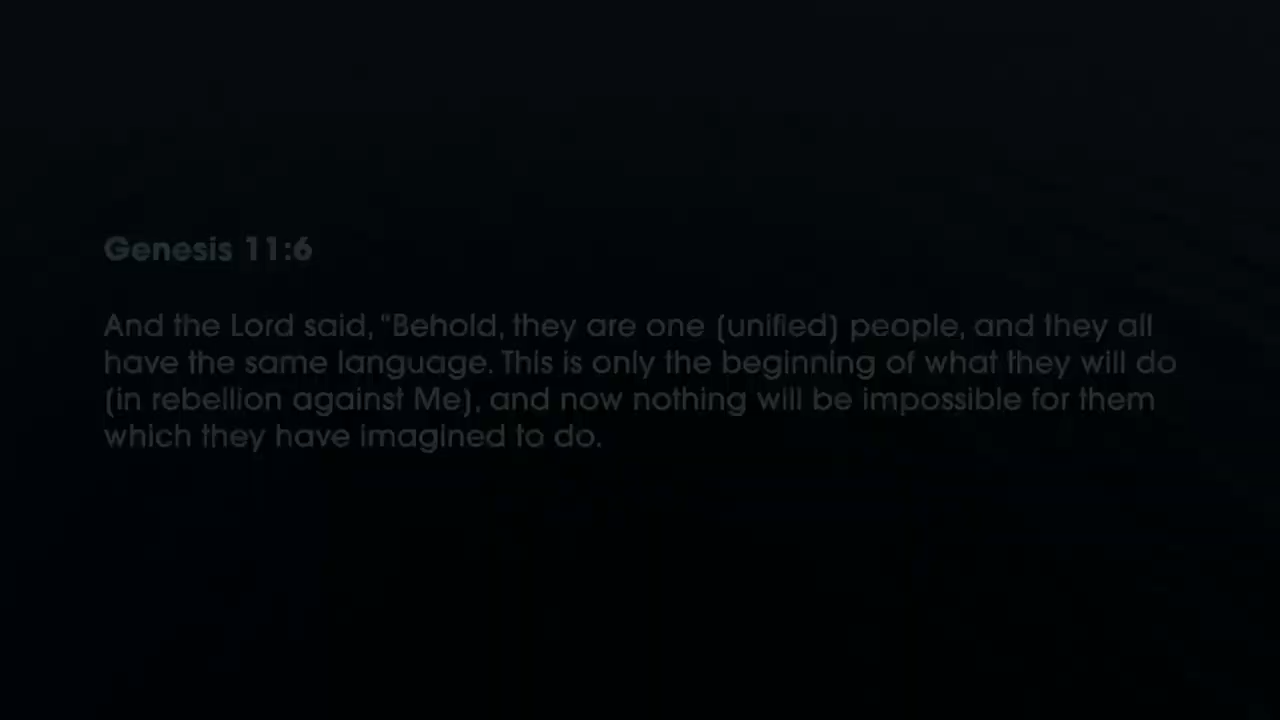 Genesis 11:6
And the Lord said, "Behold, they are one (unified) people, and they all
have the same language. This is only the beginning of what they will do
(in rebellion against Me), and now nothing will be impossible for them
which they have imagined to do.